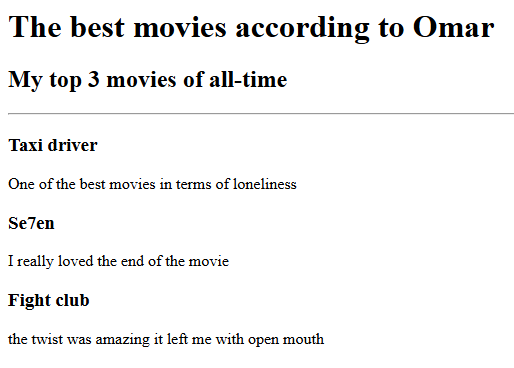 The best movies according to Omar
My top 3 movies of all-time
Taxi driver
One of the best movies in terms of loneliness
Se7en
I really loved the end of the movie
Fight club
the twist was amazing it left me with open mouth